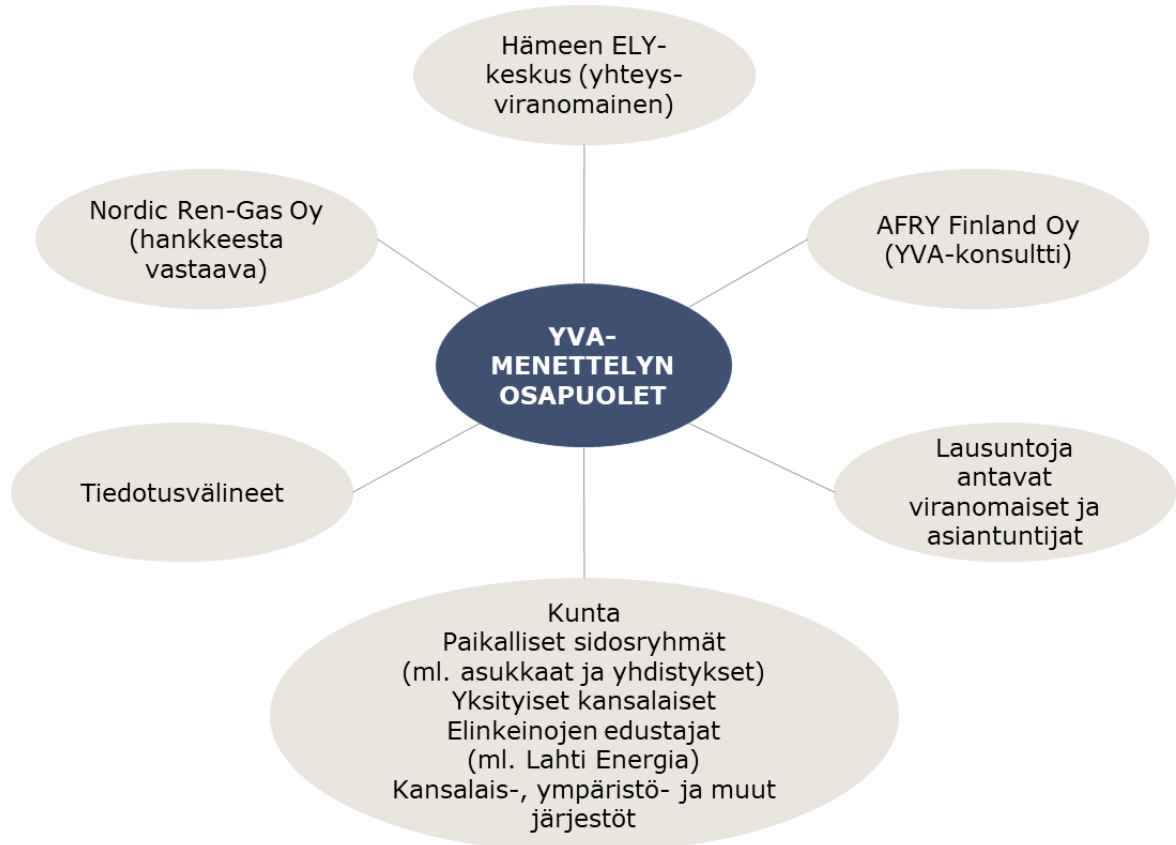 Hämeen ELY-
keskus (yhteys-
viranomainen)
Nordic Ren-Gas Oy
(hankkeesta
vastaava)
AFRY Finland Oy
(YVA-konsultti)
YVA-
MENETTELYN
OSAPUOLET
Tiedotusvälineet
Lausuntoja
antavat
viranomaiset ja
asiantuntijat
Kunta
Paikalliset sidosryhmät
(ml. asukkaat ja yhdistykset)
Yksityiset kansalaiset
Elinkeinojen edustajat
(ml. Lahti Energia)
Kansalais-, ympäristö- ja muut
järjestöt